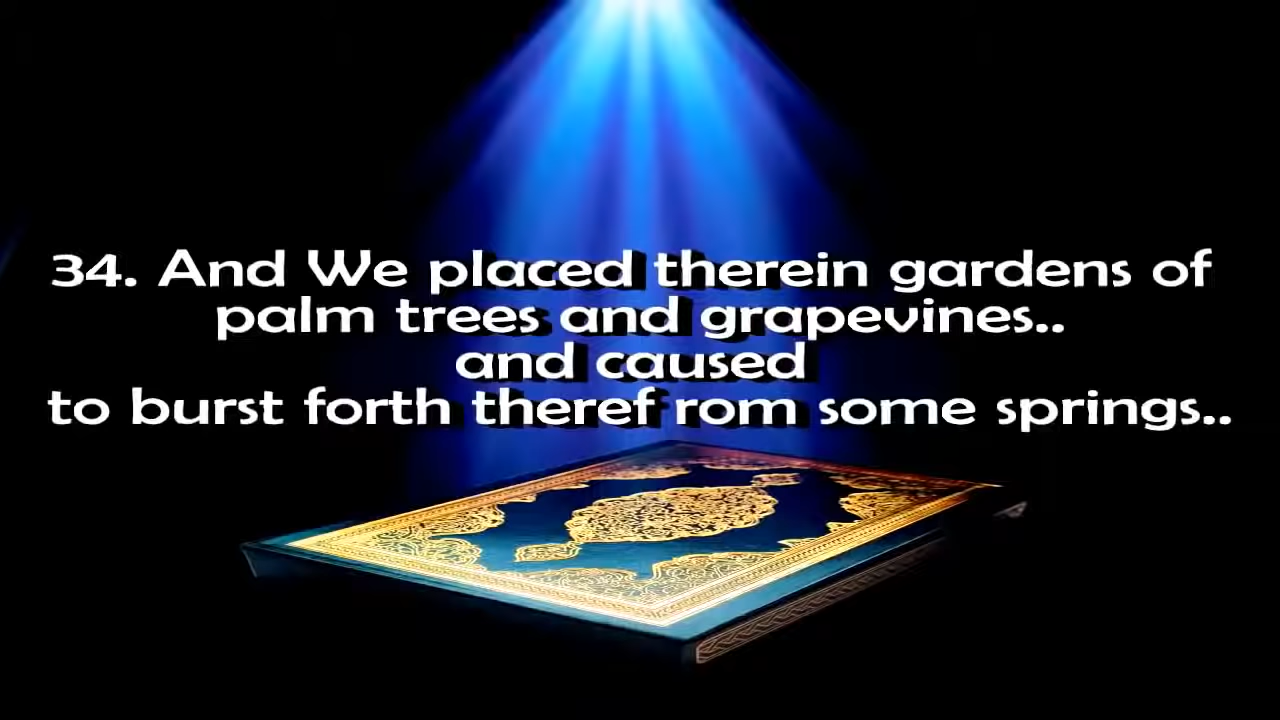 34. And We placed therein gardens of
palm trees and grapevines..
and caused
to burst forth theref rom some springs..